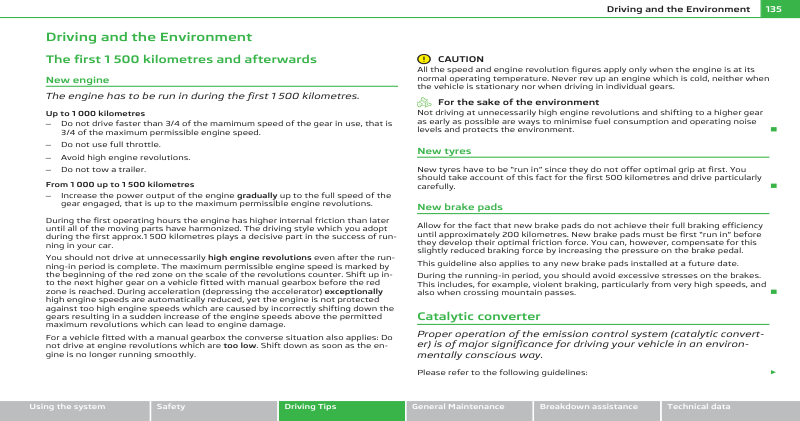 Driving and the Environment 135
Driving and the Environment
The first 1 500 kilometres and afterwards
New engine
The engine has to be run in during the first 1 500 kilometres.
Up to 1 000 kilometres
– Do not drive faster than 3/4 of the mamimum speed of the gear in use, that is
3/4 of the maximum permissible engine speed.
– Do not use full throttle.
– Avoid high engine revolutions.
– Do not tow a trailer.
From 1 000 up to 1 500 kilometres
– Increase the power output of the engine gradually up to the full speed of the
gear engaged, that is up to the maximum permissible engine revolutions.
During the first operating hours the engine has higher internal friction than later
until all of the moving parts have harmonized. The driving style which you adopt
during the first approx.1 500 kilometres plays a decisive part in the success of run-
ning in your car.
You should not drive at unnecessarily high engine revolutions even after the run-
ning-in period is complete. The maximum permissible engine speed is marked by
the beginning of the red zone on the scale of the revolutions counter. Shift up in-
to the next higher gear on a vehicle fitted with manual gearbox before the red
zone is reached. During acceleration (depressing the accelerator) exceptionally
high engine speeds are automatically reduced, yet the engine is not protected
against too high engine speeds which are caused by incorrectly shifting down the
gears resulting in a sudden increase of the engine speeds above the permitted
maximum revolutions which can lead to engine damage.
For a vehicle fitted with a manual gearbox the converse situation also applies: Do
not drive at engine revolutions which are too low. Shift down as soon as the en-
gine is no longer running smoothly.
CAUTION
All the speed and engine revolution figures apply only when the engine is at its
normal operating temperature. Never rev up an engine which is cold, neither when
the vehicle is stationary nor when driving in individual gears.
For the sake of the environment
Not driving at unnecessarily high engine revolutions and shifting to a higher gear
as early as possible are ways to minimise fuel consumption and operating noise
levels and protects the environment.
New tyres
New tyres have to be "run in" since they do not offer optimal grip at first. You
should take account of this fact for the first 500 kilometres and drive particularly
carefully.
New brake pads
Allow for the fact that new brake pads do not achieve their full braking efficiency
until approximately 200 kilometres. New brake pads must be first "run in" before
they develop their optimal friction force. You can, however, compensate for this
slightly reduced braking force by increasing the pressure on the brake pedal.
This guideline also applies to any new brake pads installed at a future date.
During the running-in period, you should avoid excessive stresses on the brakes.
This includes, for example, violent braking, particularly from very high speeds, and
also when crossing mountain passes.
Catalytic converter
Proper operation of the emission control system (catalytic convert-
er) is of major significance for driving your vehicle in an environ-
mentally conscious way.
Please refer to the following guidelines:
Using the system Safety Driving Tips General Maintenance Breakdown assistance Technical data